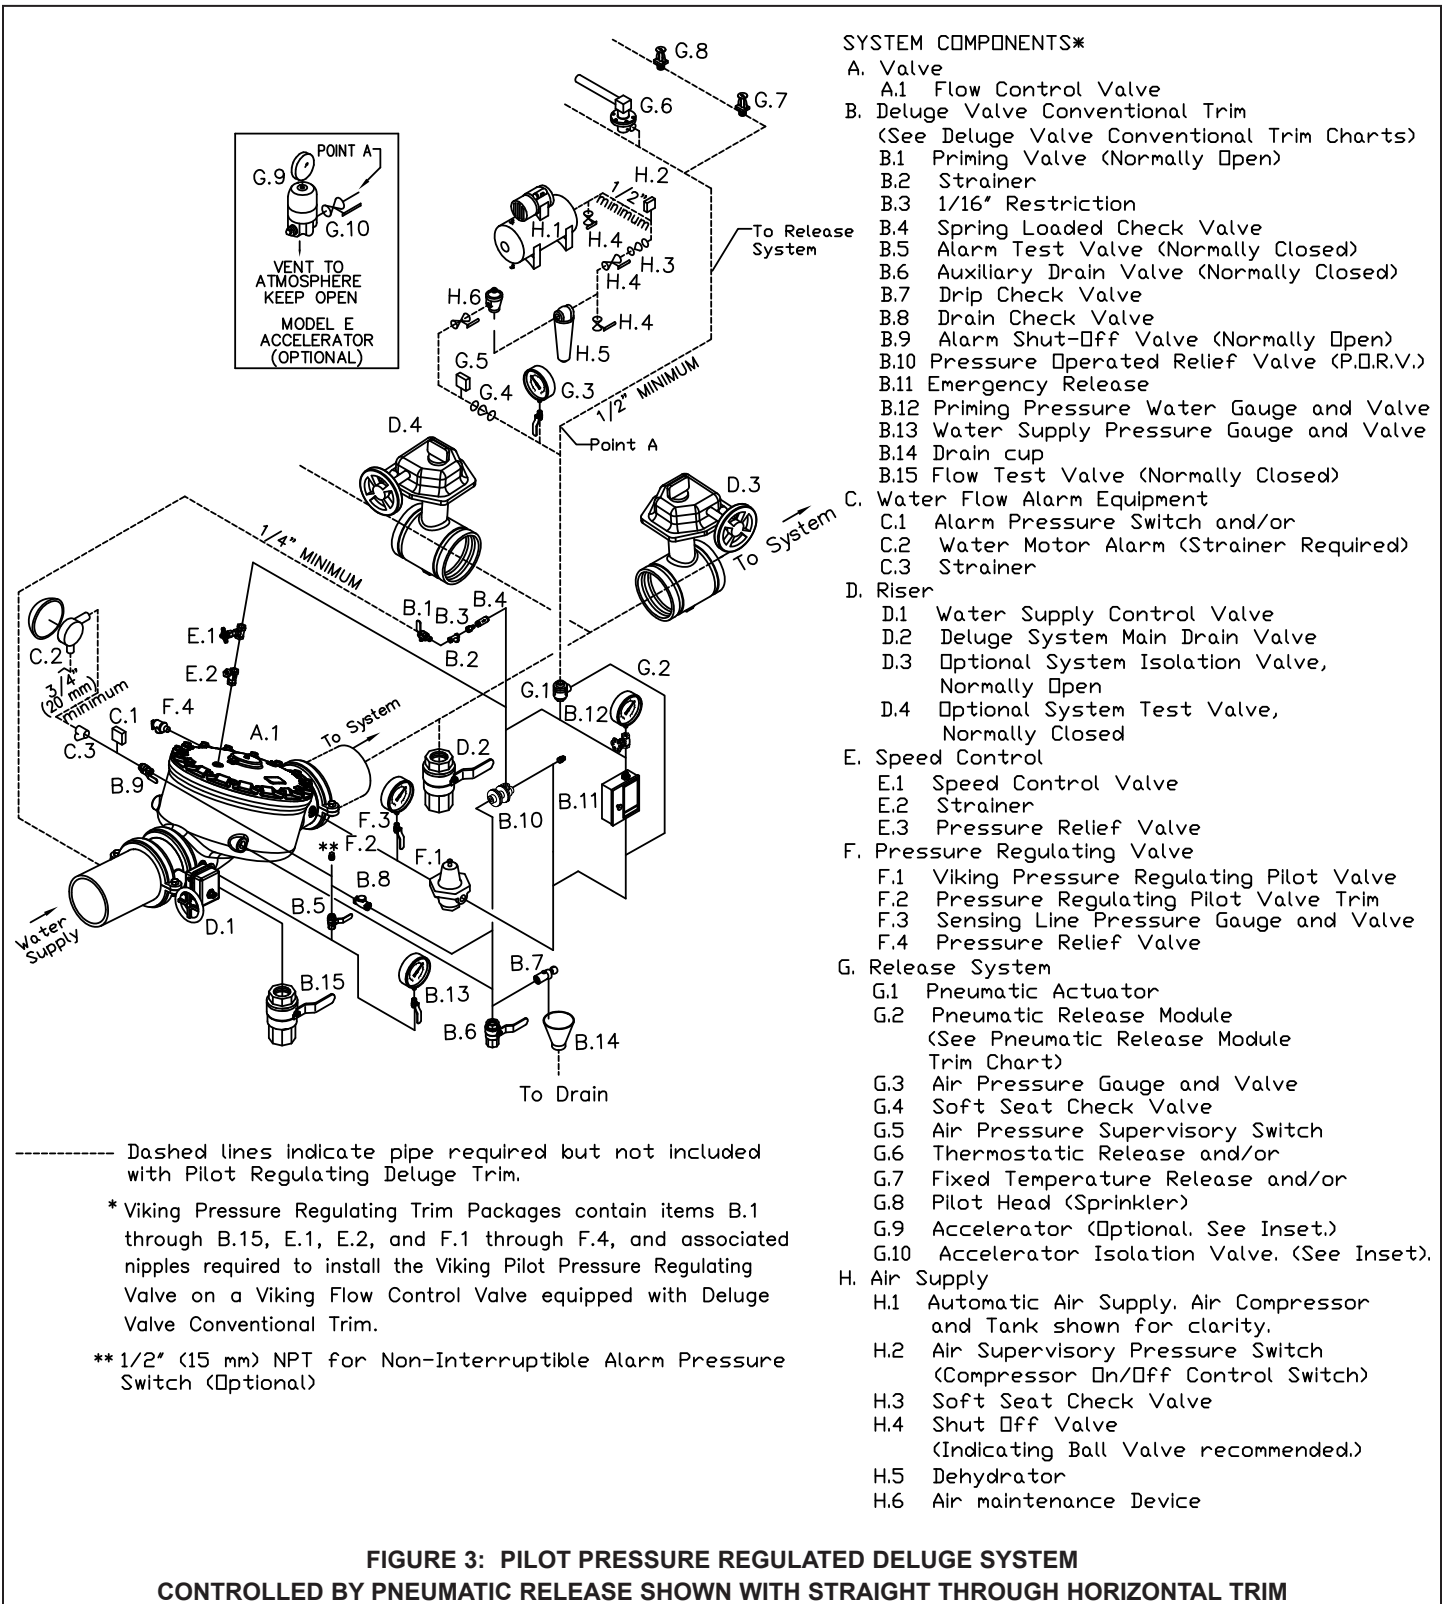 G.8
G.6
G.7
POINT A
G.9
G.10
VENT TO
ATMOSPHERE
KEEP OPEN
MODEL E
ACCELERATOR
(OPTIONAL)
H.2
1/2" minimum
H.1
H.4
H.3
H.4
To Release
System
H.6
H.4
H.5
G.5
G.4
G.3
1/2" MINIMUM
Point A
D.4
D.3
To System
1/4" MINIMUM
B.1
B.3
B.4
B.2
E.1
E.2
C.2
3/4"
(20 mm)
minimum
C.1
F.4
C.3
A.1
To System
B.9
G.1
G.2
B.12
D.2
B.10
B.11
F.3
F.2
F.1
**
B.8
B.5
D.1
Water
Supply
B.15
B.13
B.7
B.6
B.14
To Drain
---------- Dashed lines indicate pipe required but not included
with Pilot Regulating Deluge Trim.
* Viking Pressure Regulating Trim Packages contain items B.1
through B.15, E.1, E.2, and F.1 through F.4, and associated
nipples required to install the Viking Pilot Pressure Regulating
Valve on a Viking Flow Control Valve equipped with Deluge
Valve Conventional Trim.
** 1/2" (15 mm) NPT for Non-Interruptible Alarm Pressure
Switch (Optional)
SYSTEM COMPONENTS*
A. Valve
A.1 Flow Control Valve
B. Deluge Valve Conventional Trim
(See Deluge Valve Conventional Trim Charts)
B.1 Priming Valve (Normally Open)
B.2 Strainer
B.3 1/16" Restriction
B.4 Spring Loaded Check Valve
B.5 Alarm Test Valve (Normally Closed)
B.6 Auxiliary Drain Valve (Normally Closed)
B.7 Drip Check Valve
B.8 Drain Check Valve
B.9 Alarm Shut-Off Valve (Normally Open)
B.10 Pressure Operated Relief Valve (P.O.R.V.)
B.11 Emergency Release
B.12 Priming Pressure Water Gauge and Valve
B.13 Water Supply Pressure Gauge and Valve
B.14 Drain cup
B.15 Flow Test Valve (Normally Closed)
C. Water Flow Alarm Equipment
C.1 Alarm Pressure Switch and/or
C.2 Water Motor Alarm (Strainer Required)
C.3 Strainer
D. Riser
D.1 Water Supply Control Valve
D.2 Deluge System Main Drain Valve
D.3 Optional System Isolation Valve,
Normally Open
D.4 Optional System Test Valve,
Normally Closed
E. Speed Control
E.1 Speed Control Valve
E.2 Strainer
E.3 Pressure Relief Valve
F. Pressure Regulating Valve
F.1 Viking Pressure Regulating Pilot Valve
F.2 Pressure Regulating Pilot Valve Trim
F.3 Sensing Line Pressure Gauge and Valve
F.4 Pressure Relief Valve
G. Release System
G.1 Pneumatic Actuator
G.2 Pneumatic Release Module
(See Pneumatic Release Module
Trim Chart)
G.3 Air Pressure Gauge and Valve
G.4 Soft Seat Check Valve
G.5 Air Pressure Supervisory Switch
G.6 Thermostatic Release and/or
G.7 Fixed Temperature Release and/or
G.8 Pilot Head (Sprinkler)
G.9 Accelerator (Optional. See Inset.)
G.10 Accelerator Isolation Valve. (See Inset).
H. Air Supply
H.1 Automatic Air Supply. Air Compressor
and Tank shown for clarity.
H.2 Air Supervisory Pressure Switch
(Compressor On/Off Control Switch)
H.3 Soft Seat Check Valve
H.4 Shut Off Valve
(Indicating Ball Valve recommended.)
H.5 Dehydrator
H.6 Air maintenance Device
FIGURE 3: PILOT PRESSURE REGULATED DELUGE SYSTEM
CONTROLLED BY PNEUMATIC RELEASE SHOWN WITH STRAIGHT THROUGH HORIZONTAL TRIM